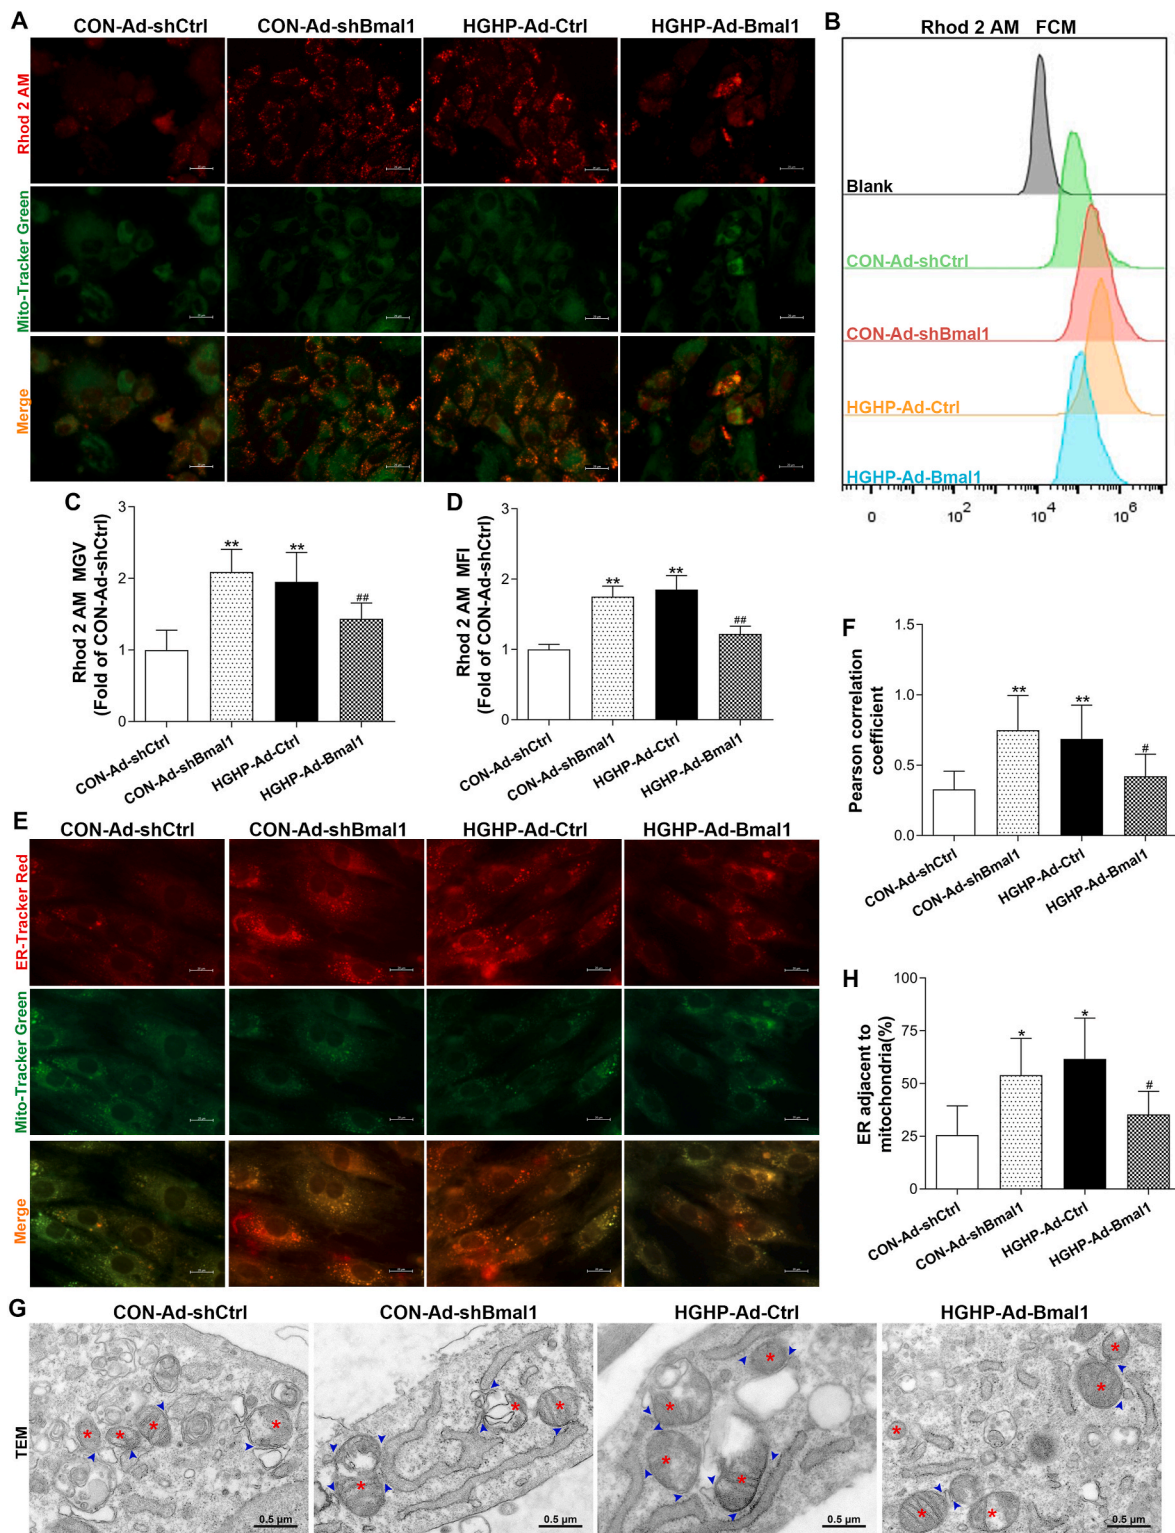 A
CON-Ad-shCtrl
CON-Ad-shBmal1
HGHP-Ad-Ctrl
HGHP-Ad-Bmal1
Rhod 2 AM
Mito-Tracker Green
Merge
B
Rhod 2 AM FCM
Blank
CON-Ad-shCtrl
CON-Ad-shBmal1
HGHP-Ad-Ctrl
HGHP-Ad-Bmal1
0 10² 10⁴ 10⁶
C
Rhod 2 AM MGV
(Fold of CON-Ad-shCtrl)
3
2
1
0
**
**
##
CON-Ad-shCtrl
CON-Ad-shBmal1
HGHP-Ad-Ctrl
HGHP-Ad-Bmal1
D
Rhod 2 AM MFI
(Fold of CON-Ad-shCtrl)
3
2
1
0
**
**
##
CON-Ad-shCtrl
CON-Ad-shBmal1
HGHP-Ad-Ctrl
HGHP-Ad-Bmal1
F
Pearson correlation
coefficient
1.5
1.0
0.5
0.0
**
**
#
CON-Ad-shCtrl
CON-Ad-shBmal1
HGHP-Ad-Ctrl
HGHP-Ad-Bmal1
E
CON-Ad-shCtrl
CON-Ad-shBmal1
HGHP-Ad-Ctrl
HGHP-Ad-Bmal1
ER-Tracker Red
Mito-Tracker Green
Merge
H
ER adjacent to
mitochondria(%)
100
75
50
25
0
*
*
#
CON-Ad-shCtrl
CON-Ad-shBmal1
HGHP-Ad-Ctrl
HGHP-Ad-Bmal1
G
CON-Ad-shCtrl
CON-Ad-shBmal1
HGHP-Ad-Ctrl
HGHP-Ad-Bmal1
TEM
0.5 μm
0.5 μm
0.5 μm
0.5 μm